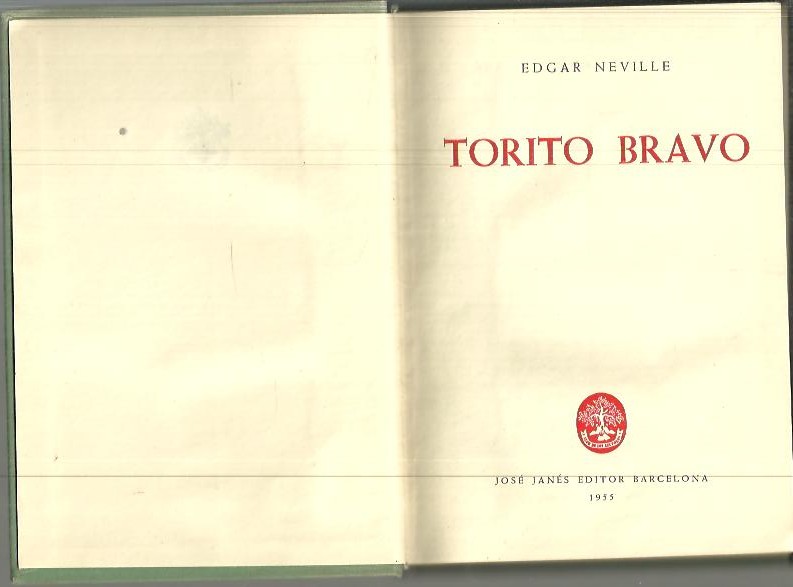 EDGAR NEVILLE
TORITO BRAVO
JOSÉ JANÉS EDITOR BARCELONA
1955